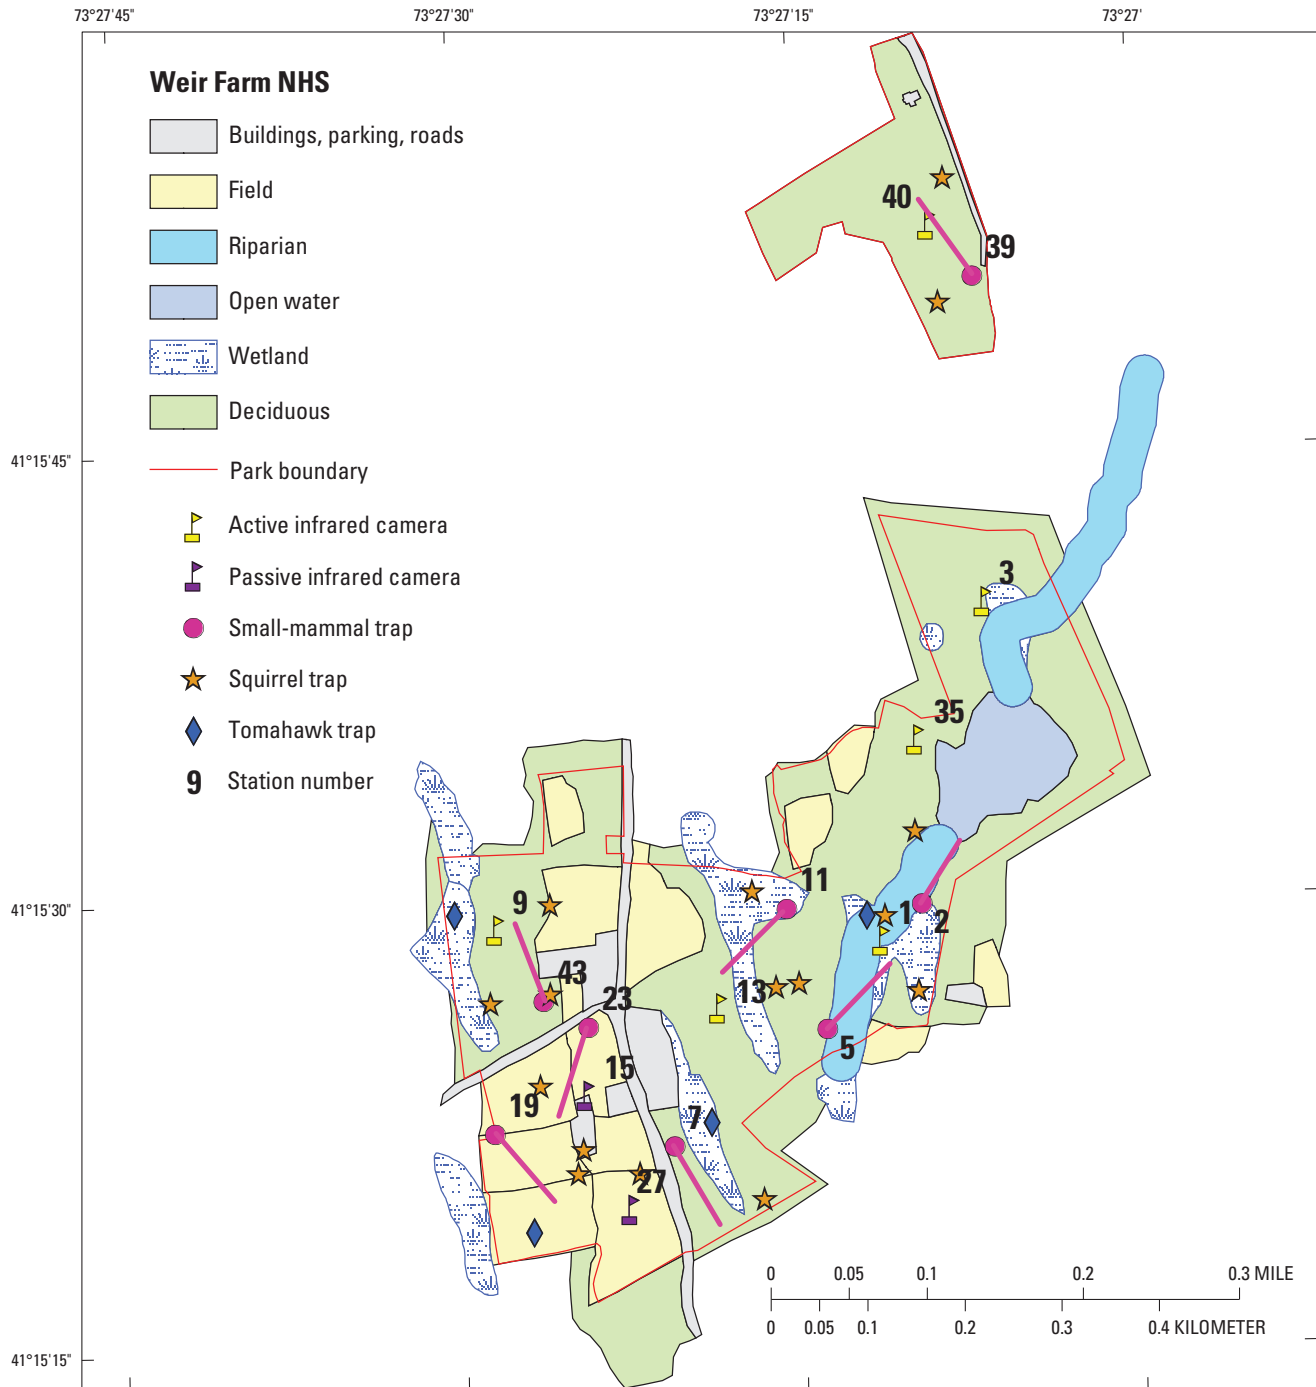 73°27'45" 73°27'30" 73°27'15" 73°27'
Weir Farm NHS
Buildings, parking, roads
Field
Riparian
Open water
Wetland
Deciduous
Park boundary
Active infrared camera
Passive infrared camera
Small-mammal trap
Squirrel trap
Tomahawk trap
9 Station number
40
39
41°15'45"
3
35
11
9
41°15'30"
1
2
43
23
13
5
15
19
7
27
0 0.05 0.1 0.2 0.3 MILE
0 0.05 0.1 0.2 0.3 0.4 KILOMETER
41°15'15"